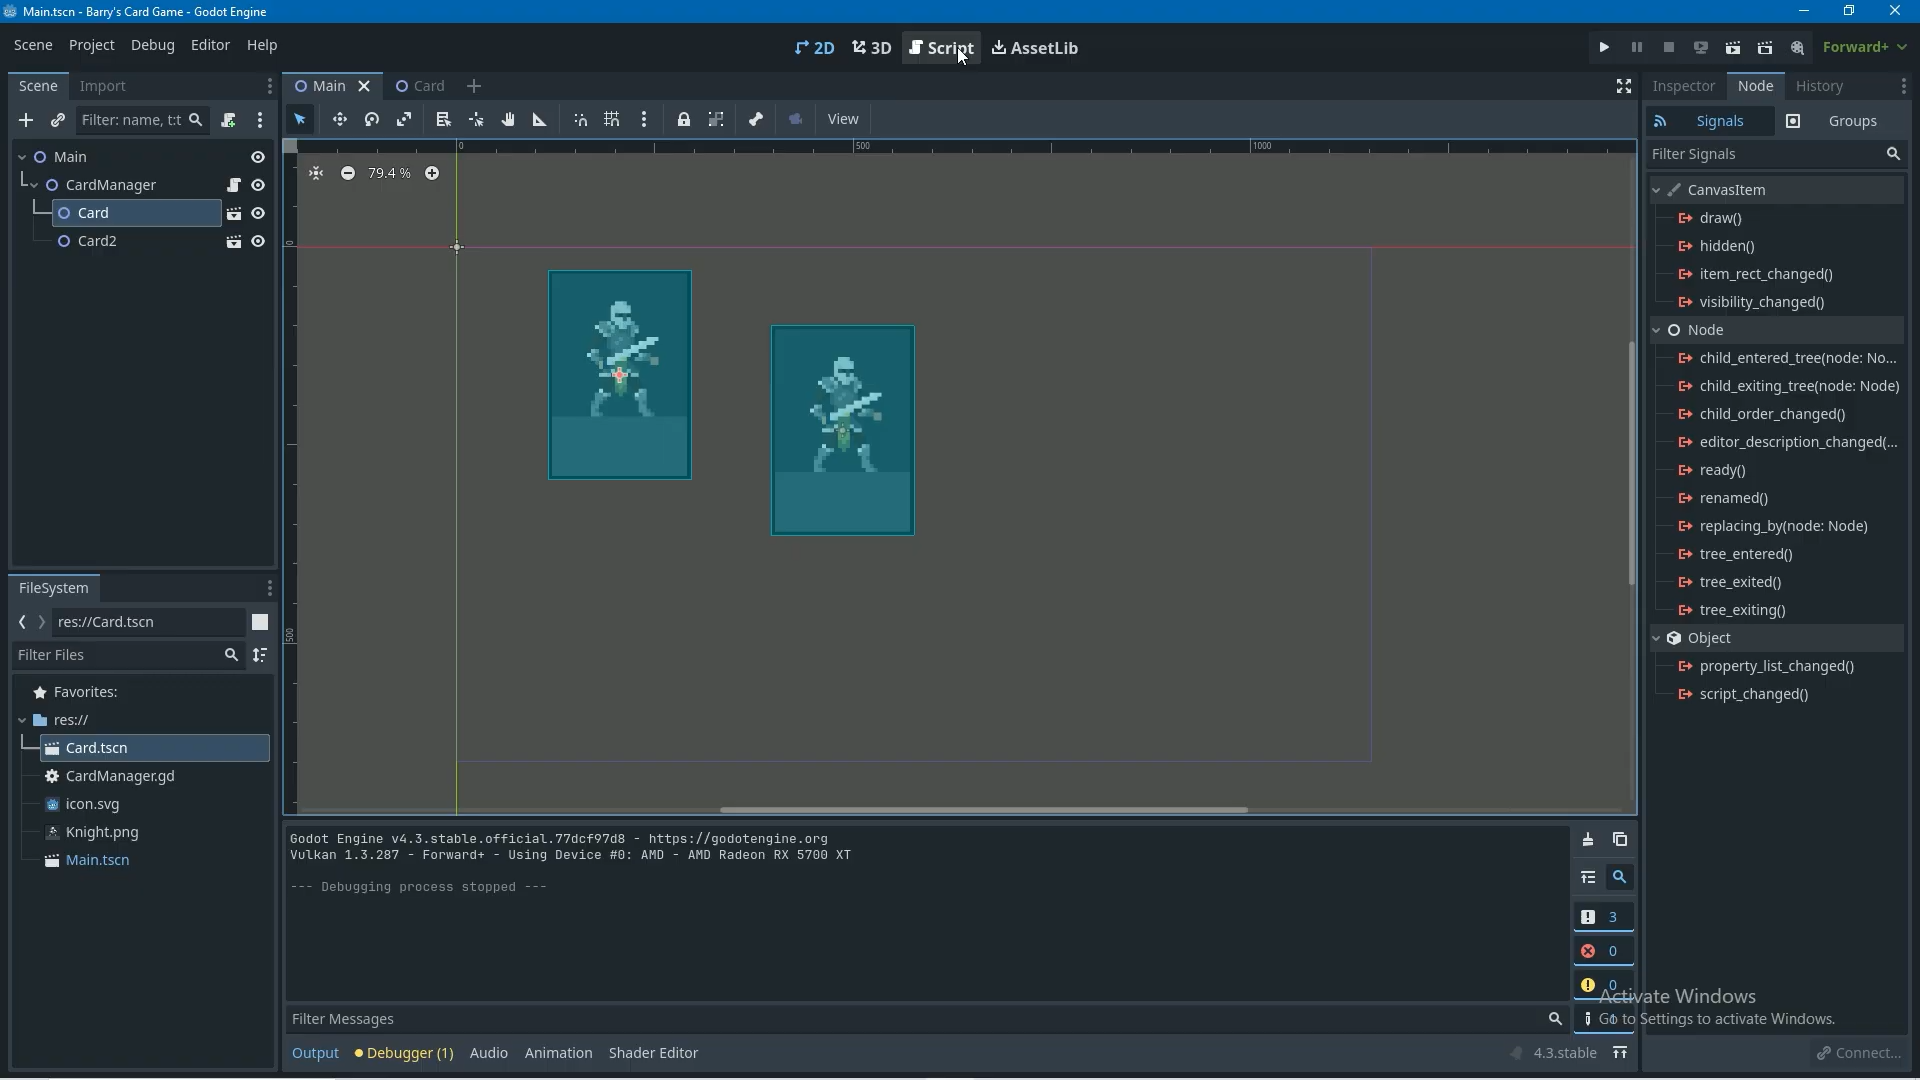 Main.tscn - Barry's Card Game - Godot Engine
Scene Project Debug Editor Help
2D 3D Script AssetLib
Forward+
Scene Import
Filter: name, t:t
Main
CardManager
Card
Card2
FileSystem
res://Card.tscn
Filter Files
Favorites:
res://
Card.tscn
CardManager.gd
icon.svg
Knight.png
Main.tscn
Main Card
View
0 500 1000
0
500
79.4 %
Godot Engine v4.3.stable.official.77dcf97d8 - https://godotengine.org
Vulkan 1.3.287 - Forward+ - Using Device #0: AMD - AMD Radeon RX 5700 XT
--- Debugging process stopped ---
3
0
0
Filter Messages
Output Debugger (1) Audio Animation Shader Editor
4.3.stable
Inspector Node History
Signals Groups
Filter Signals
CanvasItem
draw()
hidden()
item_rect_changed()
visibility_changed()
Node
child_entered_tree(node: No...
child_exiting_tree(node: Node)
child_order_changed()
editor_description_changed(...
ready()
renamed()
replacing_by(node: Node)
tree_entered()
tree_exited()
tree_exiting()
Object
property_list_changed()
script_changed()
Activate Windows
Go to Settings to activate Windows.
Connect...